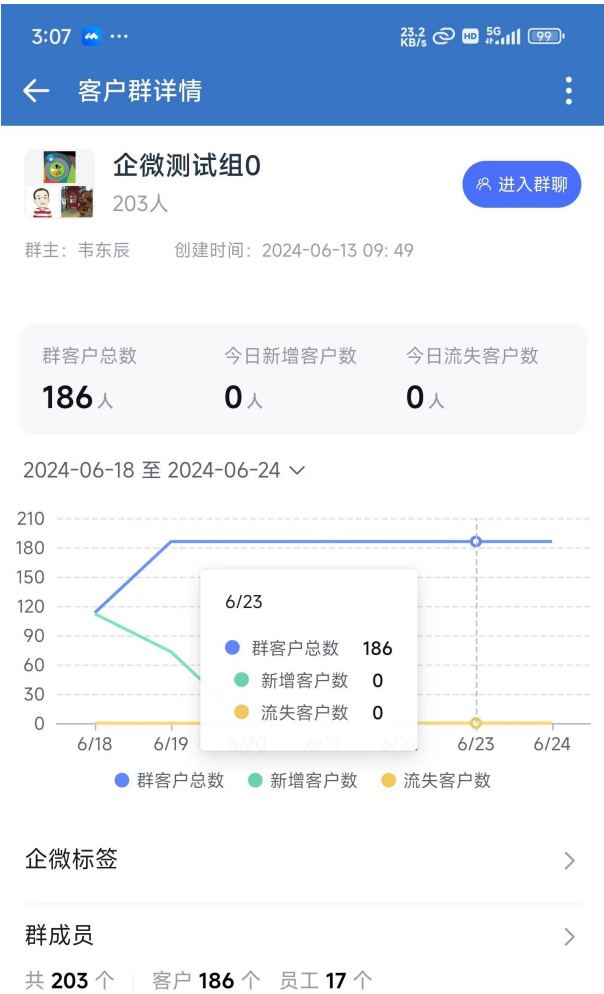 3:07 ... 23.2 KB/s HD 5G 99
客户群详情
企微测试组0
203人
进入群聊
群主: 韦东辰 创建时间: 2024-06-13 09: 49
群客户总数 今日新增客户数 今日流失客户数
186人 0人 0人
2024-06-18 至 2024-06-24
210
180
150
120
90
60
30
0
6/23
群客户总数 186
新增客户数 0
流失客户数 0
6/18 6/19 6/20 6/21 6/22 6/23 6/24
群客户总数 新增客户数 流失客户数
企微标签
群成员
共 203 个 客户 186 个 员工 17 个